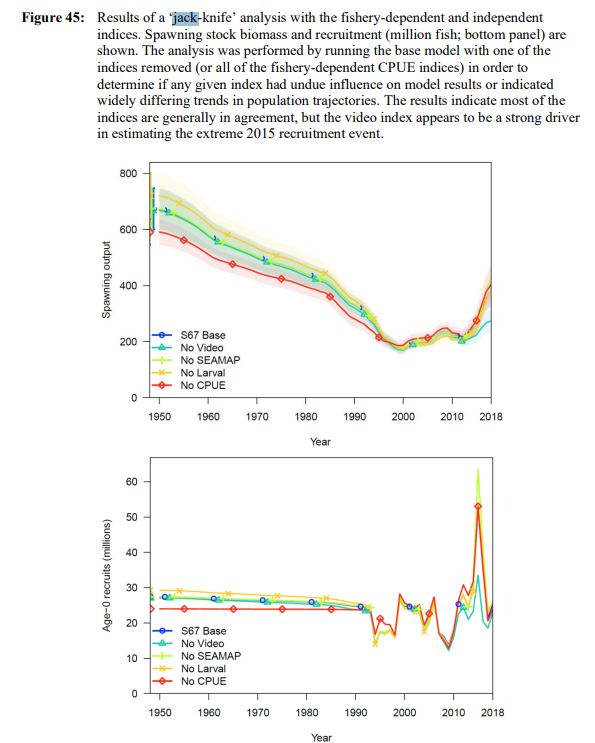 Figure 45: Results of a 'jack-knife' analysis with the fishery-dependent and independent
indices. Spawning stock biomass and recruitment (million fish; bottom panel) are
shown. The analysis was performed by running the base model with one of the
indices removed (or all of the fishery-dependent CPUE indices) in order to
determine if any given index had undue influence on model results or indicated
widely differing trends in population trajectories. The results indicate most of the
indices are generally in agreement, but the video index appears to be a strong driver
in estimating the extreme 2015 recruitment event.
800
600
400
200
0
Spawning output
S67 Base
No Video
No SEAMAP
No Larval
No CPUE
1950 1960 1970 1980 1990 2000 2010 2018
Year
60
50
40
30
20
10
0
Age−0 recruits (millions)
S67 Base
No Video
No SEAMAP
No Larval
No CPUE
1950 1960 1970 1980 1990 2000 2010 2018
Year